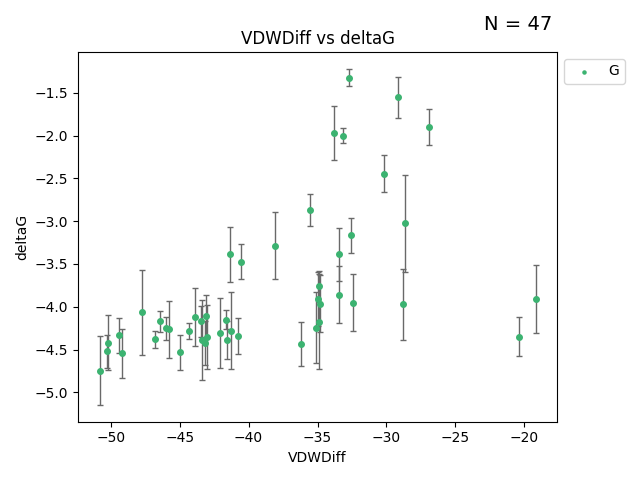 N = 47
VDWDiff vs deltaG
G
−1.5
−2.0
−2.5
−3.0
−3.5
−4.0
−4.5
−5.0
deltaG
−50 −45 −40 −35 −30 −25 −20
VDWDiff